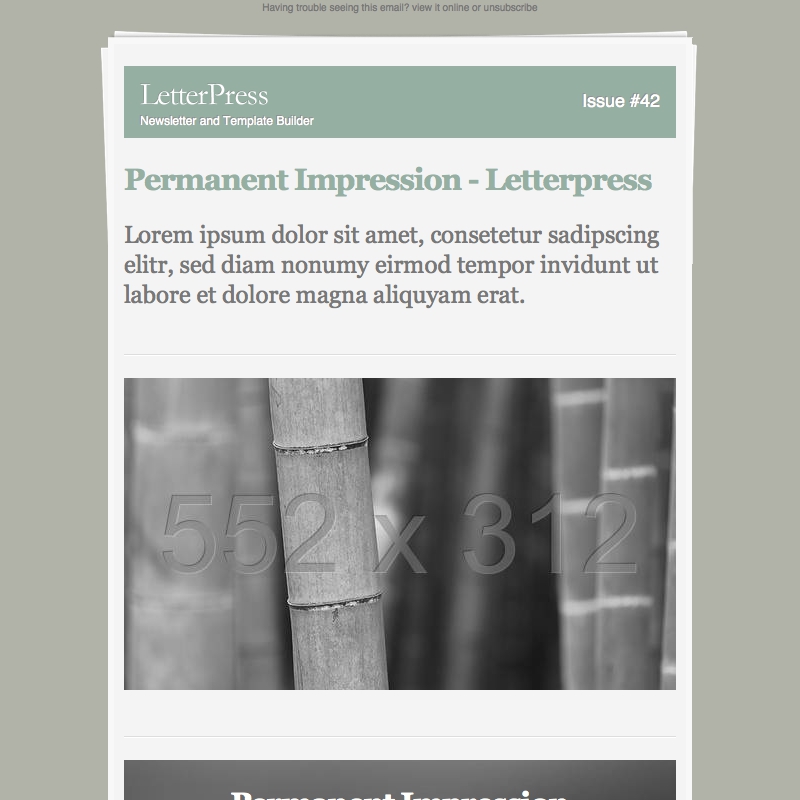 Having trouble seeing this email? view it online or unsubscribe
LetterPress
Issue #42
Newsletter and Template Builder
Permanent Impression - Letterpress
Lorem ipsum dolor sit amet, consetetur sadipscing
elitr, sed diam nonumy eirmod tempor invidunt ut
labore et dolore magna aliquyam erat.
552 x 312
Permanent Impression